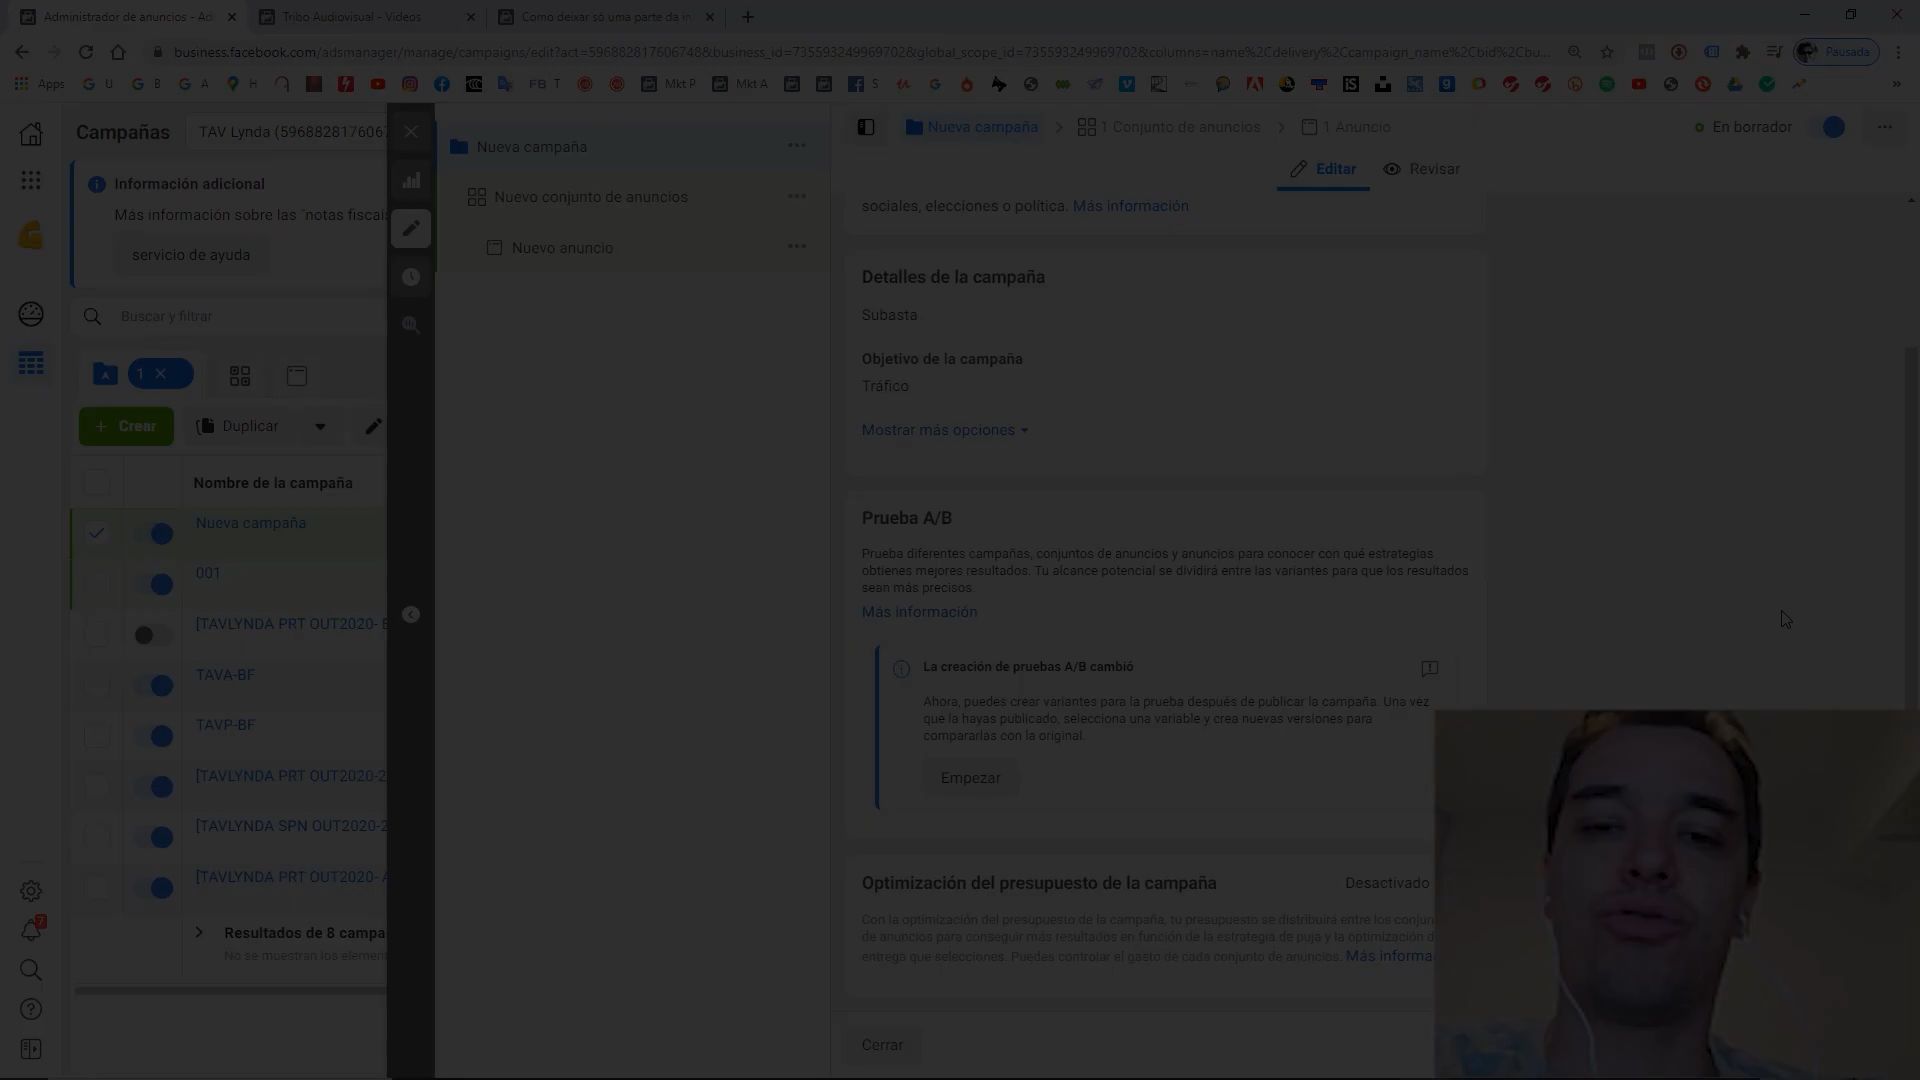 Administrador de anuncios - Ad
Tribo Audiovisual - Videos
Como deixar só uma parte da in
business.facebook.com/adsmanager/manage/campaigns/edit?act=596882817606748&business_id=735593249969702&global_scope_id=735593249969702&columns=name%2Cdelivery%2Ccampaign_name%2Cbid%2Cbu...
Pausada
Apps
U
B
A
H
FB T
Mkt P
Mkt A
S
Campañas
TAV Lynda (5968828176067
Información adicional
Más información sobre las "notas fiscai
servicio de ayuda
Buscar y filtrar
1
Crear
Duplicar
Nombre de la campaña
Nueva campaña
001
[TAVLYNDA PRT OUT2020- B
TAVA-BF
TAVP-BF
[TAVLYNDA PRT OUT2020-2
[TAVLYNDA SPN OUT2020-2
[TAVLYNDA PRT OUT2020- A
Resultados de 8 campa
No se muestran los elemen
7
Nueva campaña
Nuevo conjunto de anuncios
Nuevo anuncio
Nueva campaña
1 Conjunto de anuncios
1 Anuncio
En borrador
Editar
Revisar
sociales, elecciones o política. Más información
Detalles de la campaña
Subasta
Objetivo de la campaña
Tráfico
Mostrar más opciones
Prueba A/B
Prueba diferentes campañas, conjuntos de anuncios y anuncios para conocer con qué estrategias
obtienes mejores resultados. Tu alcance potencial se dividirá entre las variantes para que los resultados
sean más precisos.
Más información
La creación de pruebas A/B cambió
Ahora, puedes crear variantes para la prueba después de publicar la campaña. Una vez
que la hayas publicado, selecciona una variable y crea nuevas versiones para
compararlas con la original.
Empezar
Optimización del presupuesto de la campaña
Desactivado
Con la optimización del presupuesto de la campaña, tu presupuesto se distribuirá entre los conjun
de anuncios para conseguir más resultados en función de la estrategia de puja y la optimización d
entrega que selecciones. Puedes controlar el gasto de cada conjunto de anuncios. Más informa
Cerrar